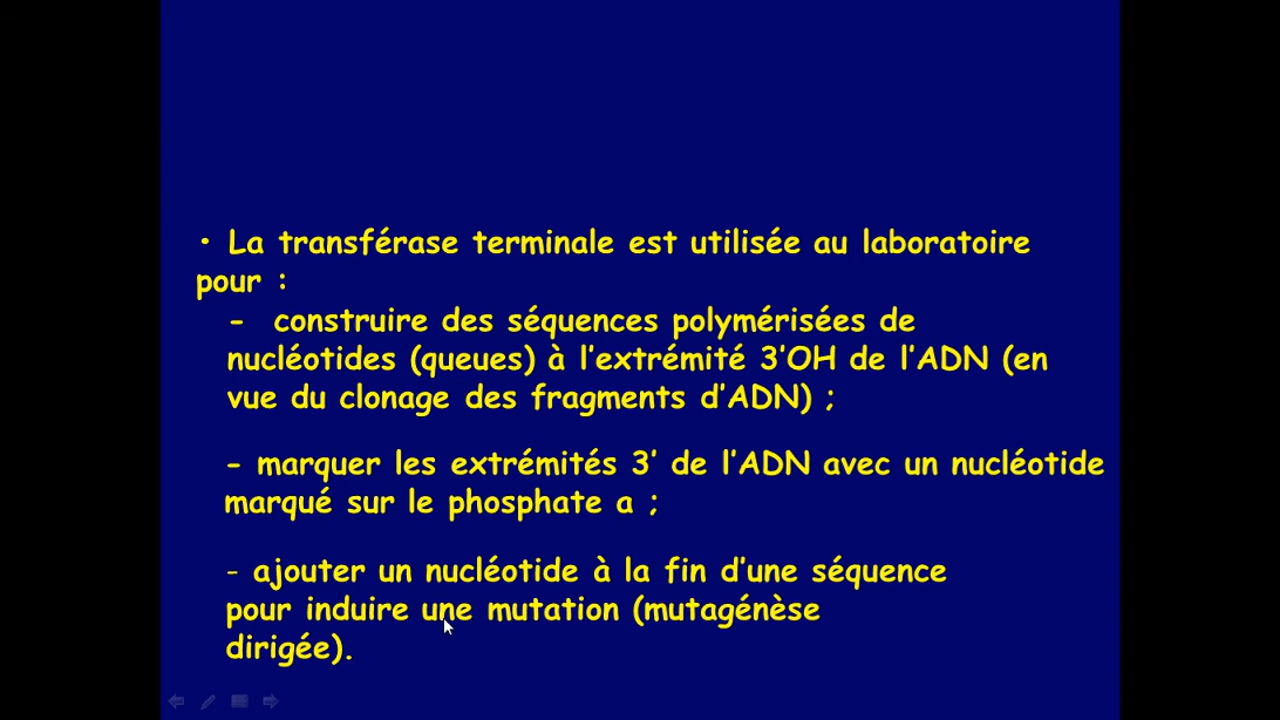 • La transférase terminale est utilisée au laboratoire
pour :
- construire des séquences polymérisées de
nucléotides (queues) à l'extrémité 3'OH de l'ADN (en
vue du clonage des fragments d'ADN) ;
- marquer les extrémités 3' de l'ADN avec un nucléotide
marqué sur le phosphate a ;
- ajouter un nucléotide à la fin d'une séquence
pour induire une mutation (mutagénèse
dirigée).